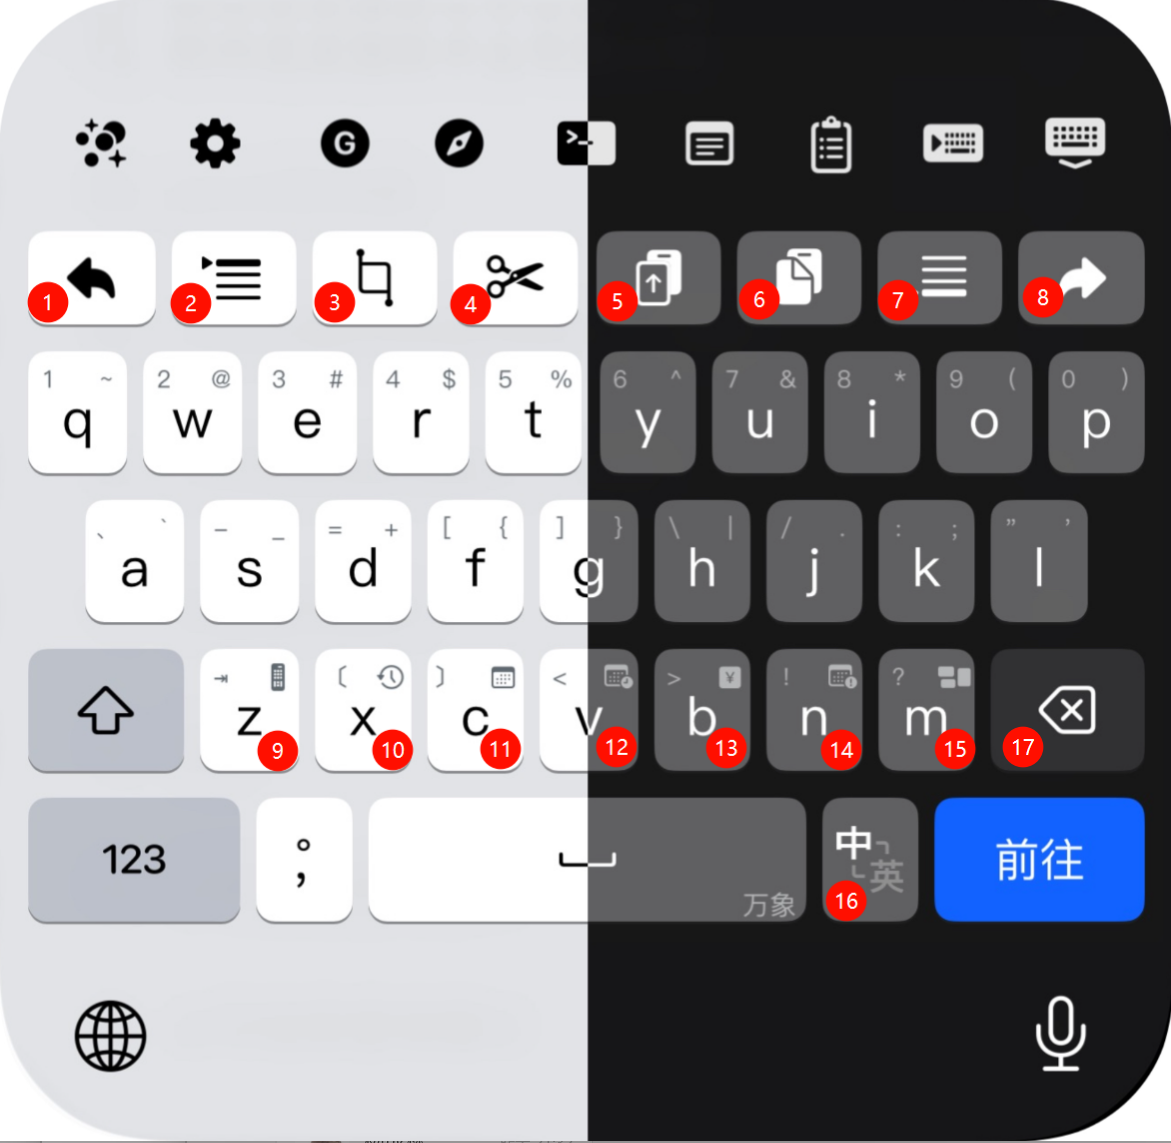 G >-
1 2 3 4 5 6 7 8
1 ~ 2 @ 3 # 4 $ 5 % 6 ^ 7 & 8 * 9 ( 0 )
q w e r t y u i o p
、 ` – _ = + [ { ] } \ | / . : ; ” ’
a s d f g h j k l
⇥ 〔 〕 < > ¥ ! ?
z x c v b n m
9 10 11 12 13 14 15 17
123 ; 中 英 前往
万象 16